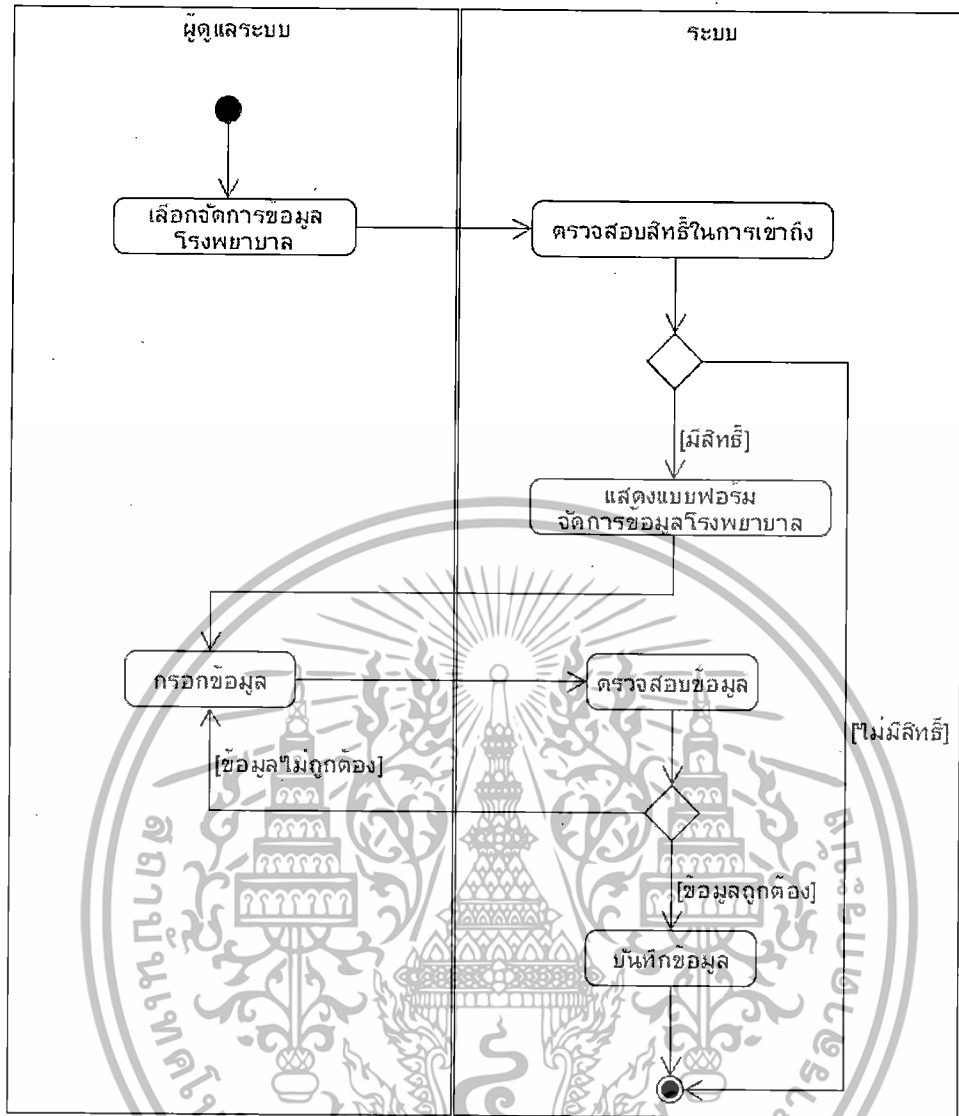 ผู้ดูแลระบบ
ระบบ
เลือกจัดการข้อมูล
โรงพยาบาล
ตรวจสอบสิทธิ์ในการเข้าถึง
[มีสิทธิ์]
แสดงแบบฟอร์ม
จัดการข้อมูลโรงพยาบาล
กรอกข้อมูล
ตรวจสอบข้อมูล
[ไม่มีสิทธิ์]
[ข้อมูลไม่ถูกต้อง]
[ข้อมูลถูกต้อง]
บันทึกข้อมูล